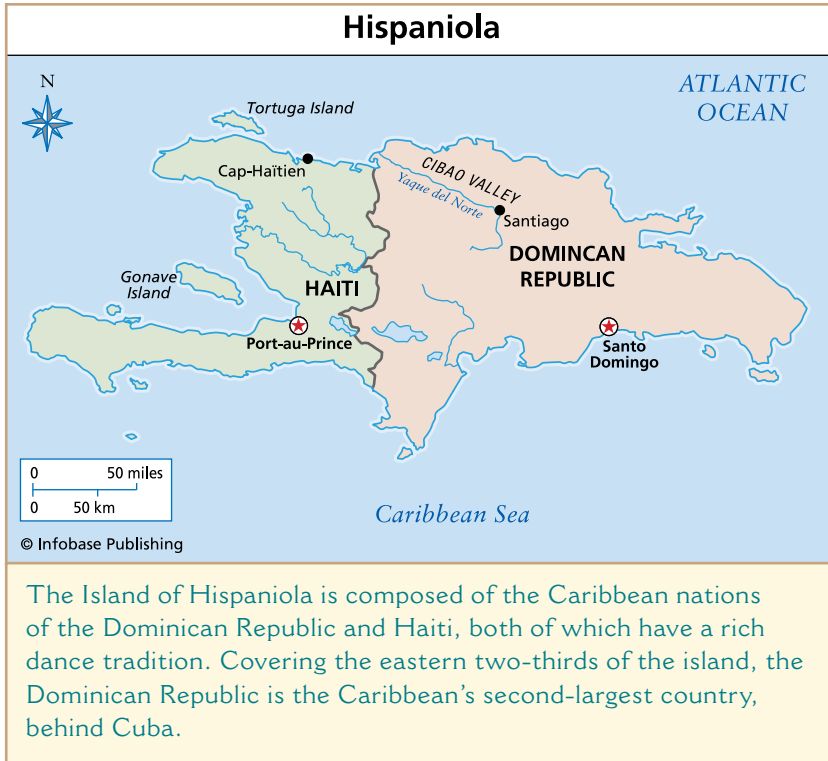 Hispaniola
N
ATLANTIC
OCEAN
Tortuga Island
Cap-Haïtien
CIBAO VALLEY
Yaque del Norte
Santiago
DOMINCAN
REPUBLIC
Gonave
Island
HAITI
Port-au-Prince
Santo
Domingo
0 50 miles
0 50 km
Caribbean Sea
© Infobase Publishing
The Island of Hispaniola is composed of the Caribbean nations
of the Dominican Republic and Haiti, both of which have a rich
dance tradition. Covering the eastern two-thirds of the island, the
Dominican Republic is the Caribbean’s second-largest country,
behind Cuba.